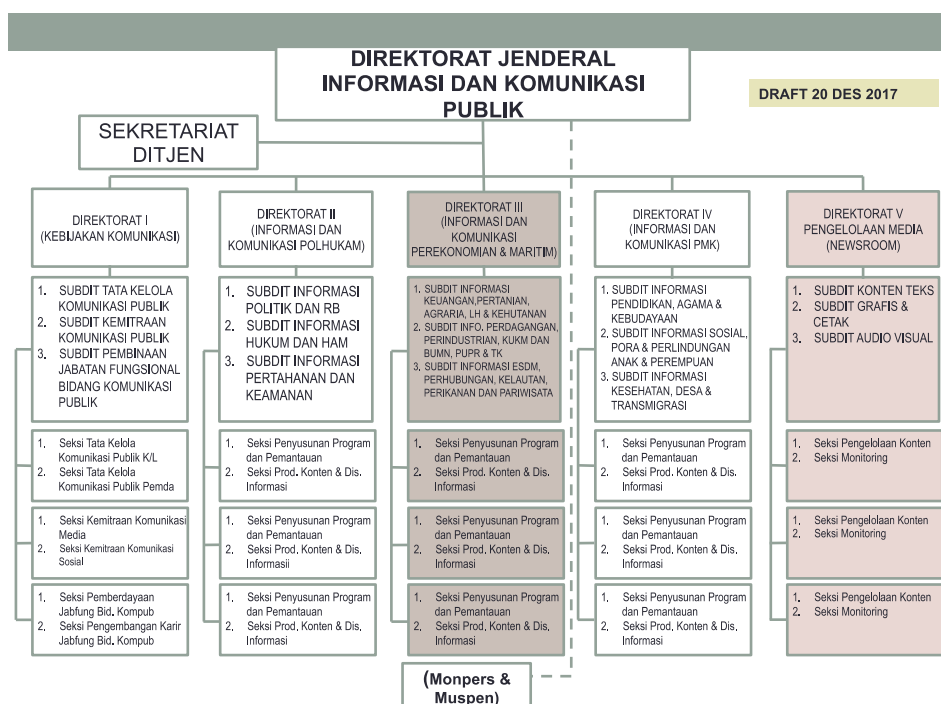 DIREKTORAT JENDERAL
INFORMASI DAN KOMUNIKASI
PUBLIK
DRAFT 20 DES 2017
SEKRETARIAT
DITJEN
DIREKTORAT I
(KEBIJAKAN KOMUNIKASI)
DIREKTORAT II
(INFORMASI DAN
KOMUNIKASI POLHUKAM)
DIREKTORAT III
(INFORMASI DAN
KOMUNIKASI
PEREKONOMIAN & MARITIM)
DIREKTORAT IV
(INFORMASI DAN
KOMUNIKASI PMK)
DIREKTORAT V
PENGELOLAAN MEDIA
(NEWSROOM)
1. SUBDIT TATA KELOLA
KOMUNIKASI PUBLIK
2. SUBDIT KEMITRAAN
KOMUNIKASI PUBLIK
3. SUBDIT PEMBINAAN
JABATAN FUNGSIONAL
BIDANG KOMUNIKASI
PUBLIK
1. SUBDIT INFORMASI
POLITIK DAN RB
2. SUBDIT INFORMASI
HUKUM DAN HAM
3. SUBDIT INFORMASI
PERTAHANAN DAN
KEAMANAN
1. SUBDIT INFORMASI
KEUANGAN,PERTANIAN,
AGRARIA, LH & KEHUTANAN
2. SUBDIT INFO. PERDAGANGAN,
PERINDUSTRIAN, KUKM DAN
BUMN, PUPR & TK
3. SUBDIT INFORMASI ESDM,
PERHUBUNGAN, KELAUTAN,
PERIKANAN DAN PARIWISATA
1. SUBDIT INFORMASI
PENDIDIKAN, AGAMA &
KEBUDAYAAN
2. SUBDIT INFORMASI SOSIAL,
PORA & PERLINDUNGAN
ANAK & PEREMPUAN
3. SUBDIT INFORMASI
KESEHATAN, DESA &
TRANSMIGRASI
1. SUBDIT KONTEN TEKS
2. SUBDIT GRAFIS &
CETAK
3. SUBDIT AUDIO VISUAL
1. Seksi Tata Kelola
Komunikasi Publik K/L
2. Seksi Tata Kelola
Komunikasi Publik Pemda
1. Seksi Penyusunan Program
dan Pemantauan
2. Seksi Prod. Konten & Dis.
Informasi
1. Seksi Penyusunan Program
dan Pemantauan
2. Seksi Prod. Konten & Dis.
Informasi
1. Seksi Penyusunan Program
dan Pemantauan
2. Seksi Prod. Konten & Dis.
Informasi
1. Seksi Pengelolaan Konten
2. Seksi Monitoring
1. Seksi Kemitraan Komunikasi
Media
2. Seksi Kemitraan Komunikasi
Sosial
1. Seksi Penyusunan Program
dan Pemantauan
2. Seksi Prod. Konten & Dis.
Informasii
1. Seksi Penyusunan Program
dan Pemantauan
2. Seksi Prod. Konten & Dis.
Informasi
1. Seksi Penyusunan Program
dan Pemantauan
2. Seksi Prod. Konten & Dis.
Informasi
1. Seksi Pengelolaan Konten
2. Seksi Monitoring
1. Seksi Pemberdayaan
Jabfung Bid. Kompub
2. Seksi Pengembangan Karir
Jabfung Bid. Kompub
1. Seksi Penyusunan Program
dan Pemantauan
2. Seksi Prod. Konten & Dis.
Informasi
1. Seksi Penyusunan Program
dan Pemantauan
2. Seksi Prod. Konten & Dis.
Informasi
1. Seksi Penyusunan Program
dan Pemantauan
2. Seksi Prod. Konten & Dis.
Informasi
1. Seksi Pengelolaan Konten
2. Seksi Monitoring
(Monpers &
Muspen)